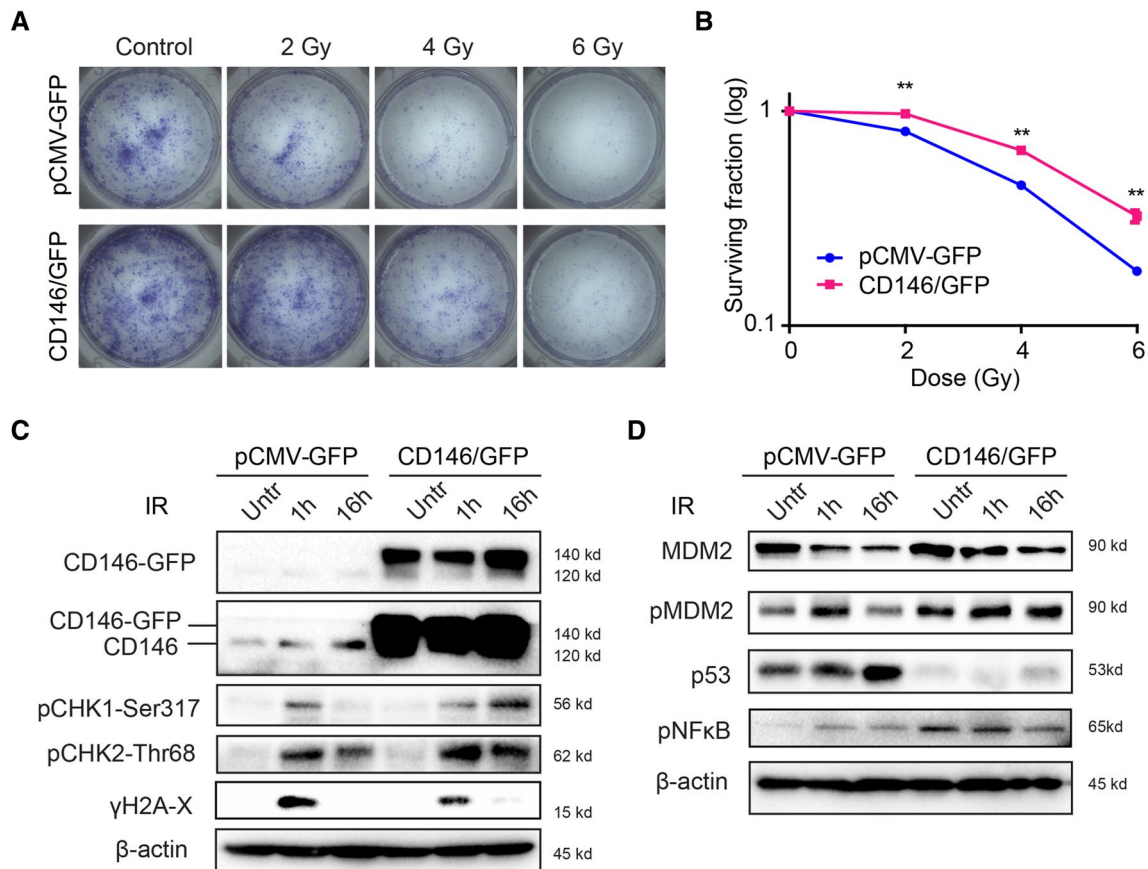 A
Control 2 Gy 4 Gy 6 Gy
pCMV-GFP
CD146/GFP
B
Surviving fraction (log)
1
0.1
** ** **
pCMV-GFP
CD146/GFP
0 2 4 6
Dose (Gy)
C
pCMV-GFP CD146/GFP
IR Untr 1h 16h Untr 1h 16h
CD146-GFP 140 kd
120 kd
CD146-GFP
CD146 140 kd
120 kd
pCHK1-Ser317 56 kd
pCHK2-Thr68 62 kd
γH2A-X 15 kd
β-actin 45 kd
D
pCMV-GFP CD146/GFP
IR Untr 1h 16h Untr 1h 16h
MDM2 90 kd
pMDM2 90 kd
p53 53kd
pNFκB 65kd
β-actin 45 kd